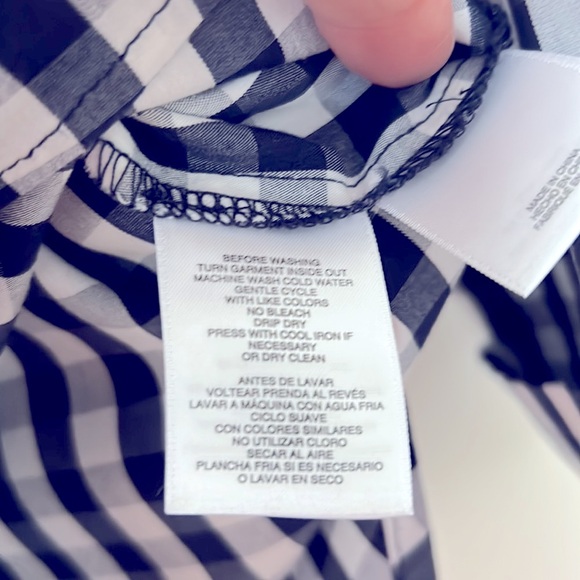 BEFORE WASHING
TURN GARMENT INSIDE OUT
MACHINE WASH COLD WATER
GENTLE CYCLE
WITH LIKE COLORS
NO BLEACH
DRIP DRY
PRESS WITH COOL IRON IF
NECESSARY
OR DRY CLEAN
ANTES DE LAVAR
VOLTEAR PRENDA AL REVÉS
LAVAR A MÁQUINA CON AGUA FRIA
CICLO SUAVE
CON COLORES SIMILARES
NO UTILIZAR CLORO
SECAR AL AIRE
PLANCHA FRIA SI ES NECESARIO
O LAVAR EN SECO
MADE IN
HECHO EN